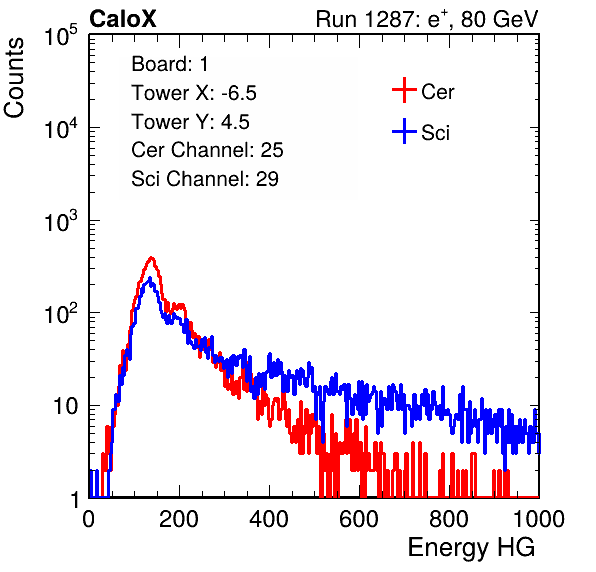 CaloX Run 1287: e⁺, 80 GeV
Counts
10⁵
10⁴
10³
10²
10
1
Board: 1
Tower X: -6.5
Tower Y: 4.5
Cer Channel: 25
Sci Channel: 29
Cer
Sci
0 200 400 600 800 1000
Energy HG